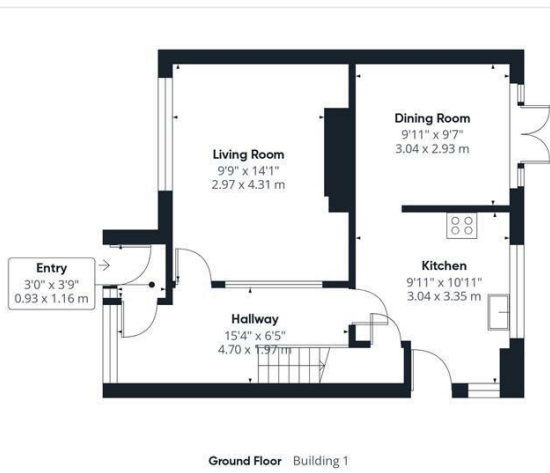 Dining Room
9'11" x 9'7"
3.04 x 2.93 m
Living Room
9'9" x 14'1"
2.97 x 4.31 m
Entry
3'0" x 3'9"
0.93 x 1.16 m
Kitchen
9'11" x 10'11"
3.04 x 3.35 m
Hallway
15'4" x 6'5"
4.70 x 1.97 m
Ground Floor Building 1